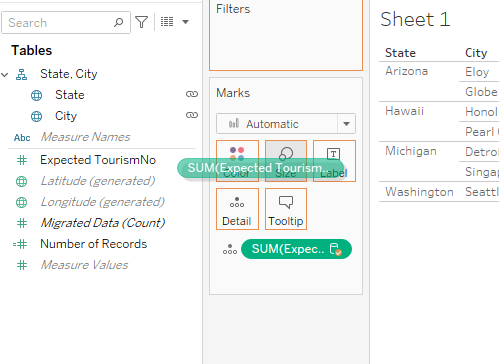 Search
Tables
State, City
State
City
Abc Measure Names
Expected TourismNo
Latitude (generated)
Longitude (generated)
Migrated Data (Count)
Number of Records
Measure Values
Filters
Marks
Automatic
SUM(Expected Tourism..
Color Size Label
Detail Tooltip
SUM(Expec..
Sheet 1
State City
Arizona Eloy
Globe
Hawaii Honol
Pearl
Michigan Detroi
Singap
Washington Seattl